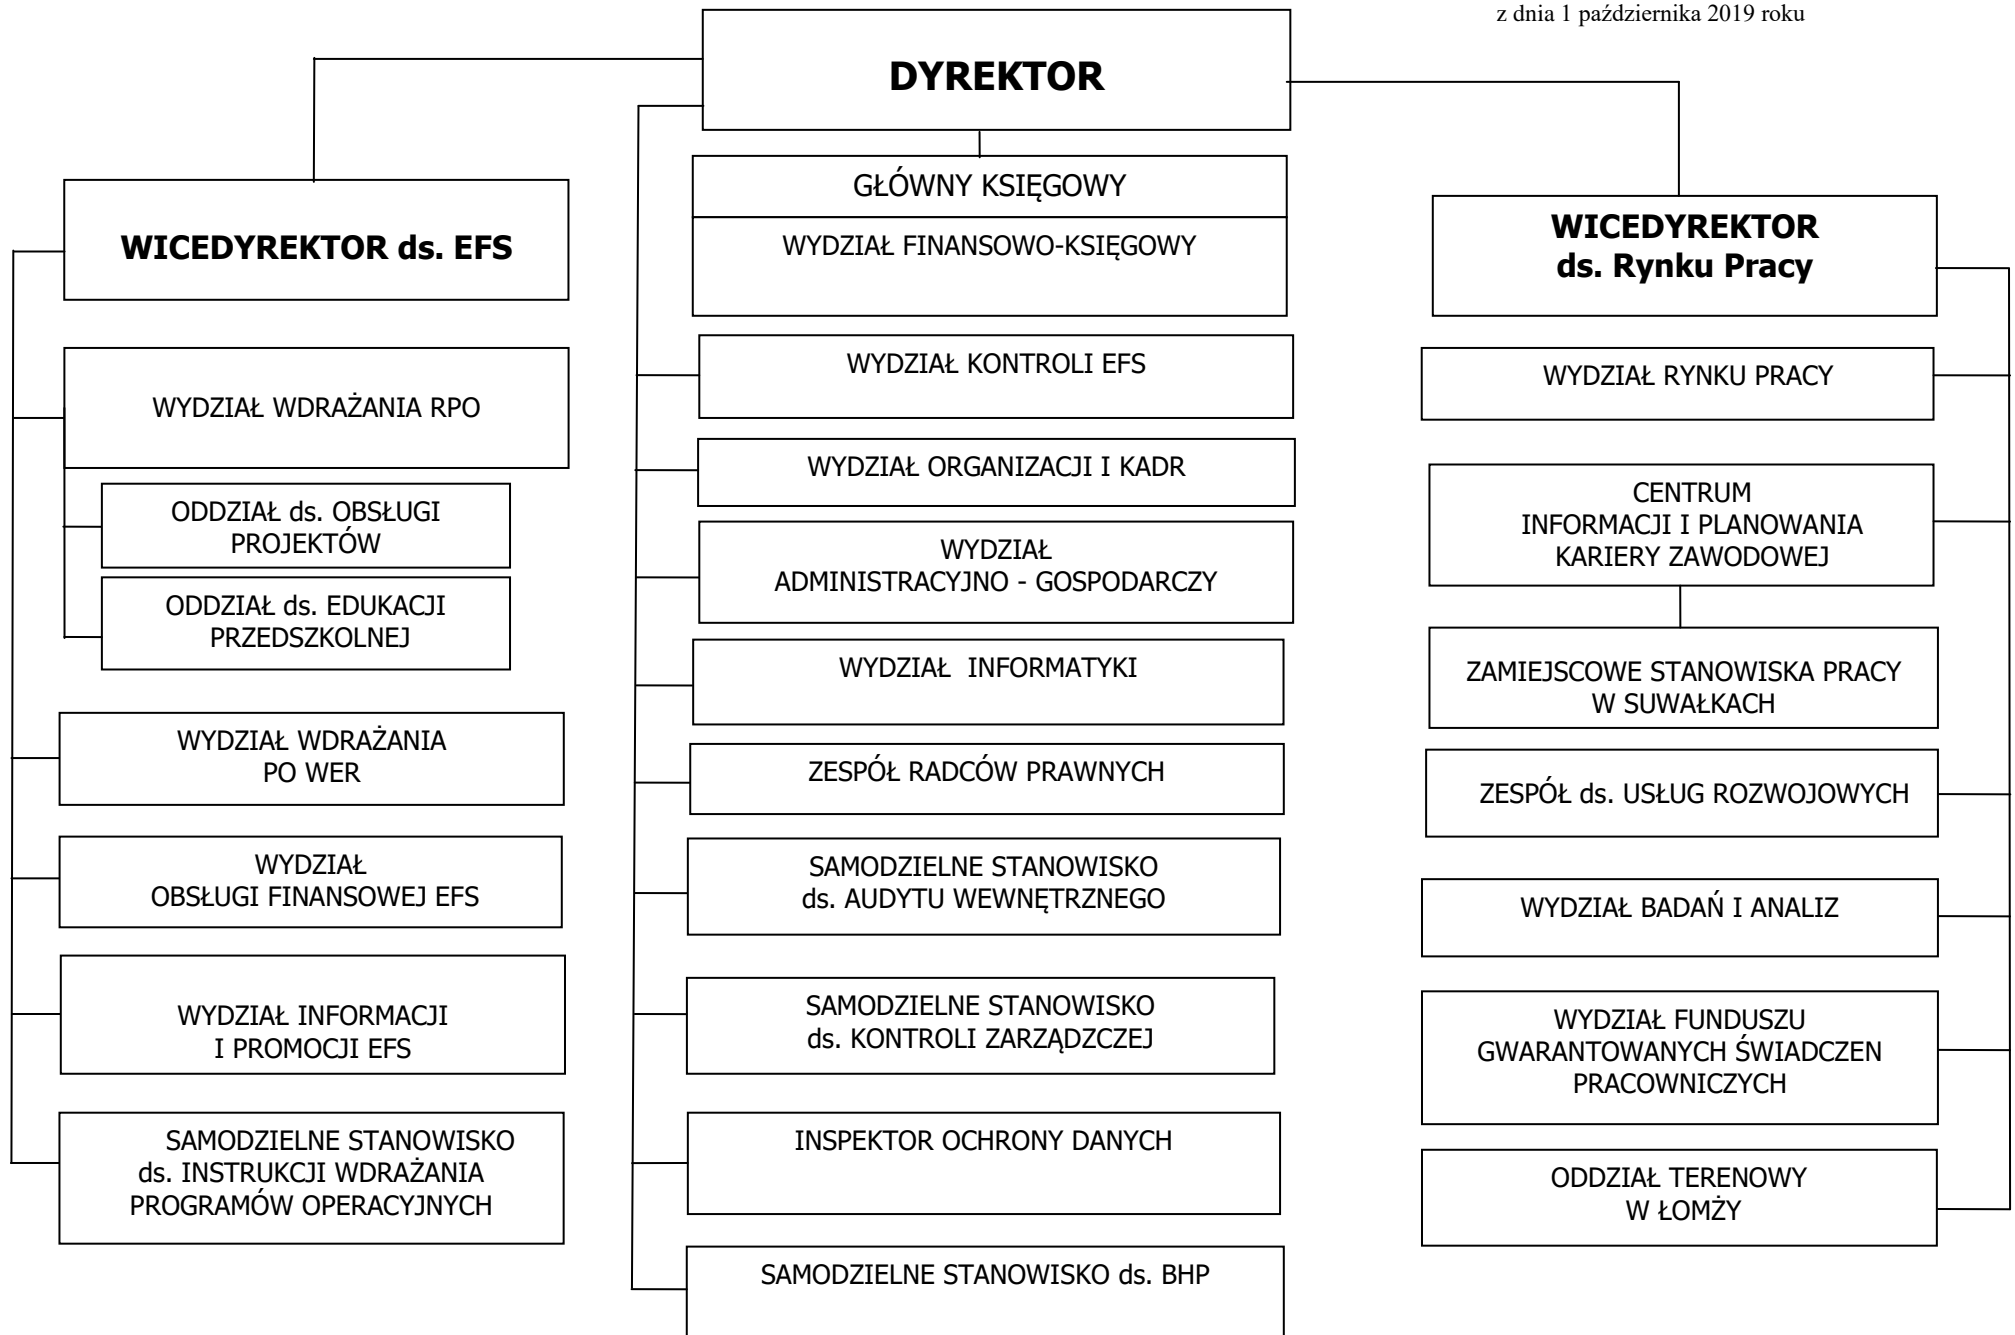 z dnia 1 października 2019 roku
DYREKTOR
WICEDYREKTOR ds. EFS
WYDZIAŁ WDRAŻANIA RPO
ODDZIAŁ ds. OBSŁUGI
PROJEKTÓW
ODDZIAŁ ds. EDUKACJI
PRZEDSZKOLNEJ
WYDZIAŁ WDRAŻANIA
PO WER
WYDZIAŁ
OBSŁUGI FINANSOWEJ EFS
WYDZIAŁ INFORMACJI
I PROMOCJI EFS
SAMODZIELNE STANOWISKO
ds. INSTRUKCJI WDRAŻANIA
PROGRAMÓW OPERACYJNYCH
GŁÓWNY KSIĘGOWY
WYDZIAŁ FINANSOWO-KSIĘGOWY
WYDZIAŁ KONTROLI EFS
WYDZIAŁ ORGANIZACJI I KADR
WYDZIAŁ
ADMINISTRACYJNO - GOSPODARCZY
WYDZIAŁ  INFORMATYKI
ZESPÓŁ RADCÓW PRAWNYCH
SAMODZIELNE STANOWISKO
ds. AUDYTU WEWNĘTRZNEGO
SAMODZIELNE STANOWISKO
ds. KONTROLI ZARZĄDZCZEJ
INSPEKTOR OCHRONY DANYCH
SAMODZIELNE STANOWISKO ds. BHP
WICEDYREKTOR
ds. Rynku Pracy
WYDZIAŁ RYNKU PRACY
CENTRUM
INFORMACJI I PLANOWANIA
KARIERY ZAWODOWEJ
ZAMIEJSCOWE STANOWISKA PRACY
W SUWAŁKACH
ZESPÓŁ ds. USŁUG ROZWOJOWYCH
WYDZIAŁ BADAŃ I ANALIZ
WYDZIAŁ FUNDUSZU
GWARANTOWANYCH ŚWIADCZEN
PRACOWNICZYCH
ODDZIAŁ TERENOWY
W ŁOMŻY